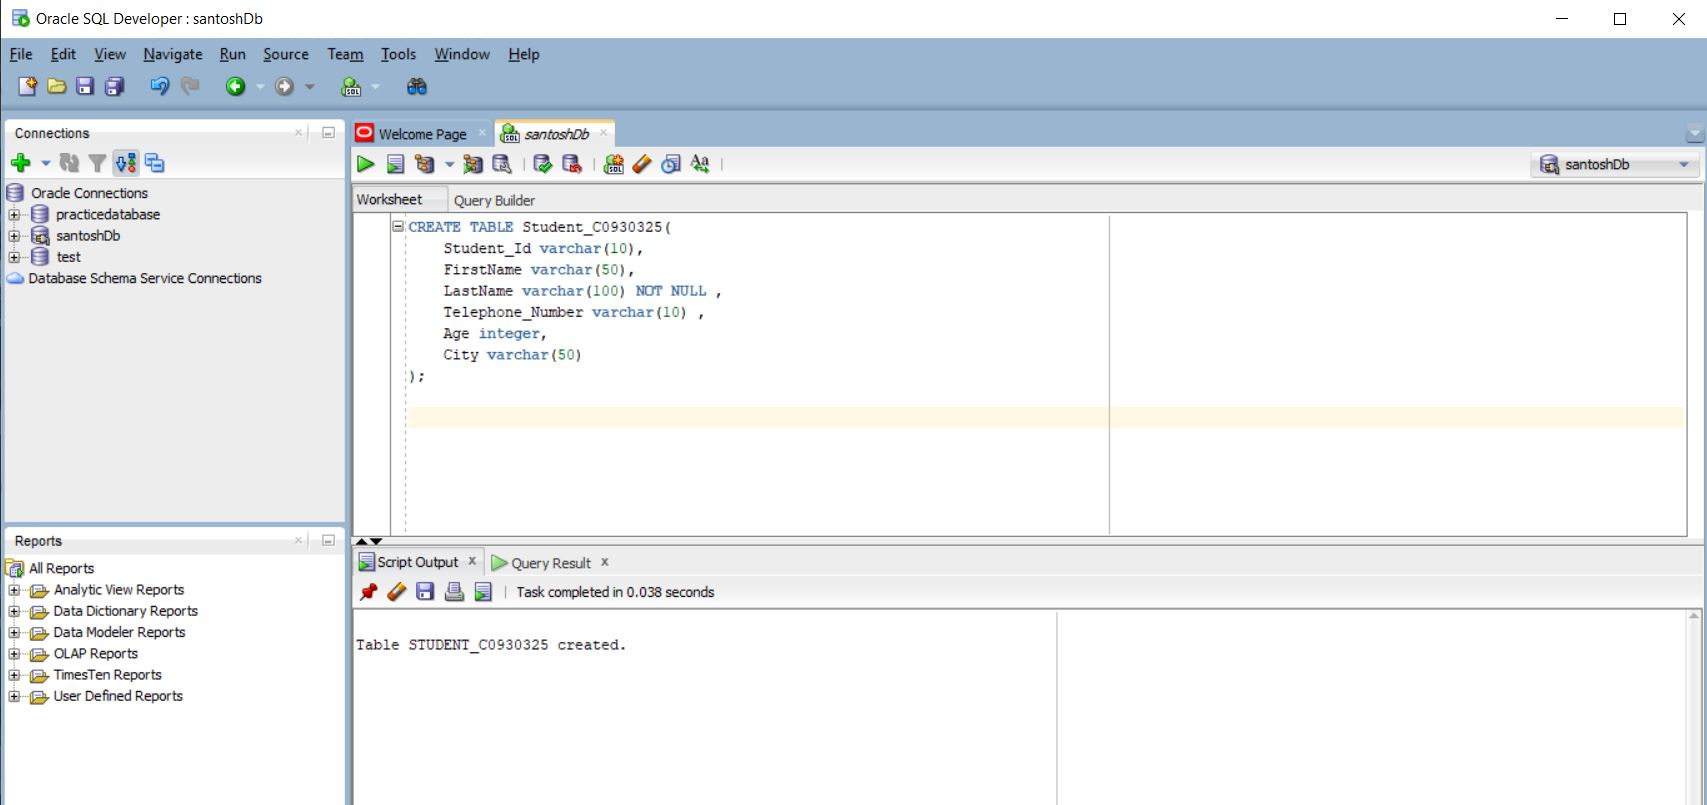 Oracle SQL Developer : santoshDb
File Edit View Navigate Run Source Team Tools Window Help
Connections
Oracle Connections
practicedatabase
santoshDb
test
Database Schema Service Connections
Reports
All Reports
Analytic View Reports
Data Dictionary Reports
Data Modeler Reports
OLAP Reports
TimesTen Reports
User Defined Reports
Welcome Page santoshDb
santoshDb
Worksheet Query Builder
CREATE TABLE Student_C0930325(
    Student_Id varchar(10),
    FirstName varchar(50),
    LastName varchar(100) NOT NULL ,
    Telephone_Number varchar(10) ,
    Age integer,
    City varchar(50)
);
Script Output Query Result
Task completed in 0.038 seconds
Table STUDENT_C0930325 created.